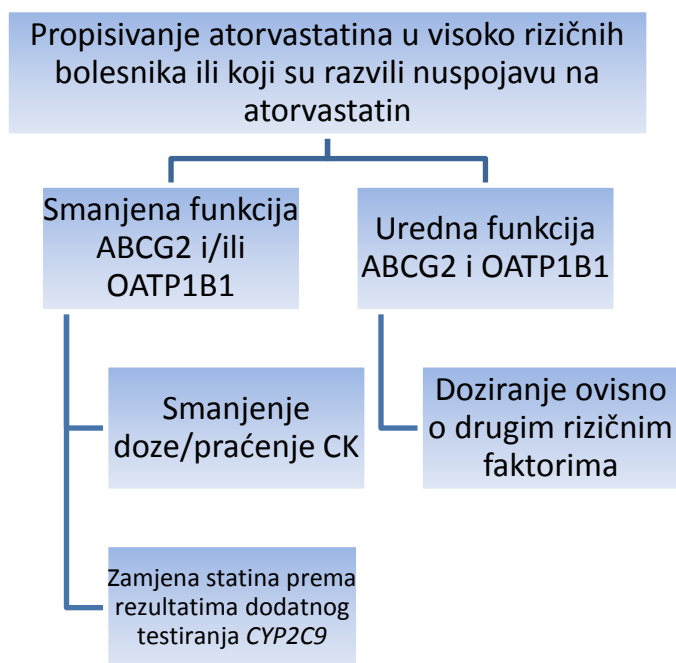 Propisivanje atorvastatina u visoko rizičnih
bolesnika ili koji su razvili nuspojavu na
atorvastatin
Smanjena funkcija
ABCG2 i/ili
OATP1B1
Uredna funkcija
ABCG2 i OATP1B1
Smanjenje
doze/praćenje CK
Doziranje ovisno
o drugim rizičnim
faktorima
Zamjena statina prema
rezultatima dodatnog
testiranja CYP2C9